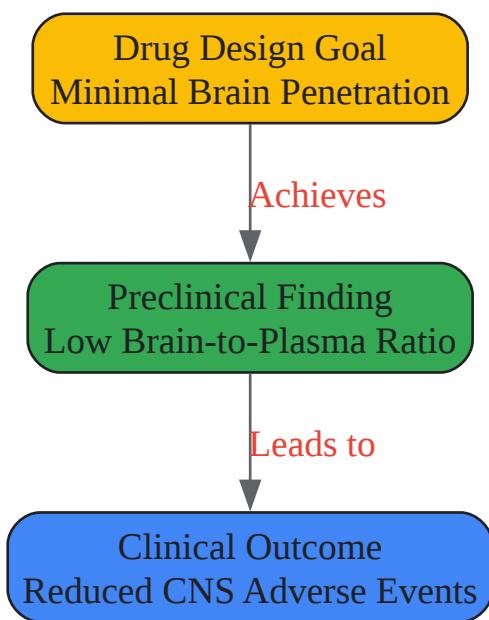 Drug Design Goal
Minimal Brain Penetration
Achieves
Preclinical Finding
Low Brain-to-Plasma Ratio
Leads to
Clinical Outcome
Reduced CNS Adverse Events